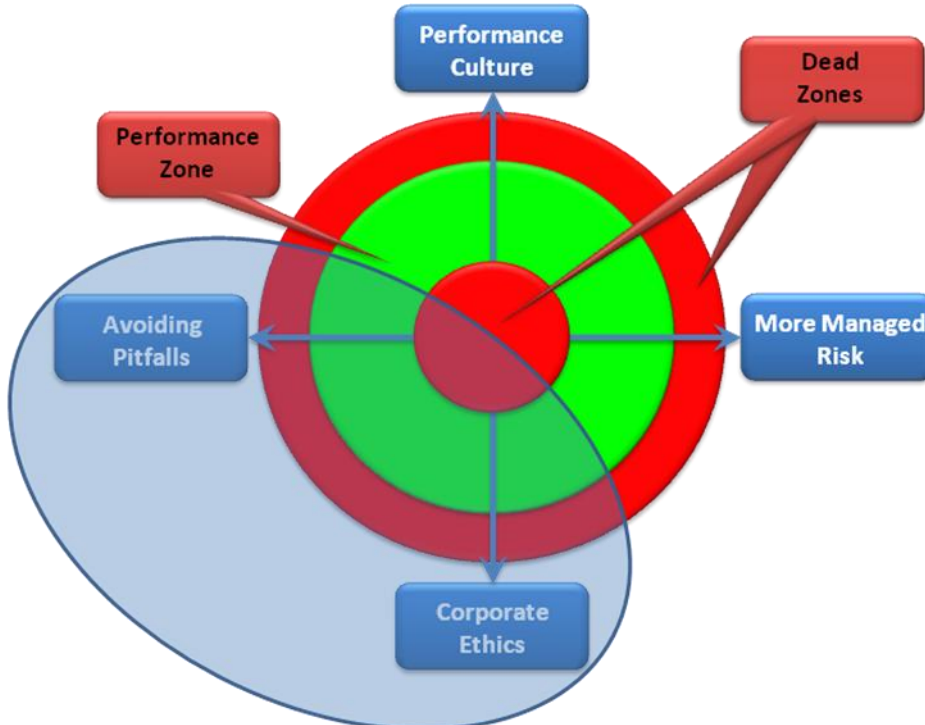 Performance
Culture
Dead
Zones
Performance
Zone
Avoiding
Pitfalls
More Managed
Risk
Corporate
Ethics